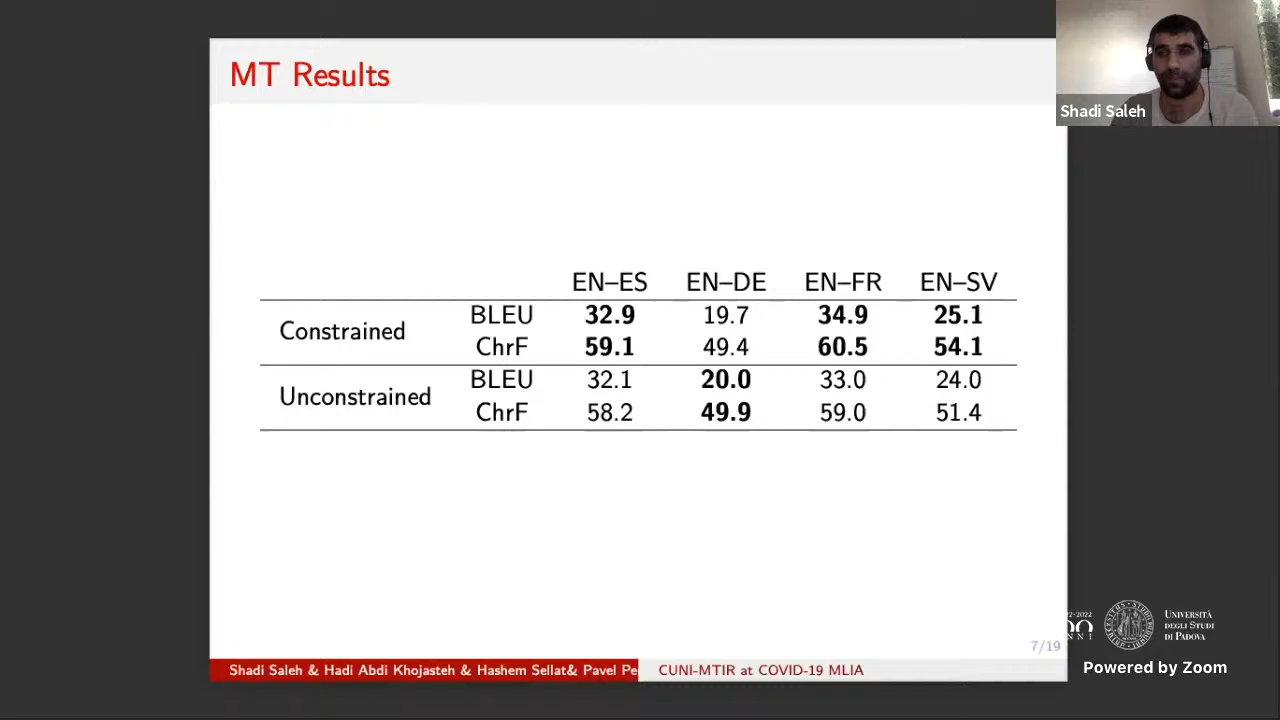 MT Results
Shadi Saleh
EN–ES EN–DE EN–FR EN–SV
Constrained
BLEU 32.9 19.7 34.9 25.1
ChrF 59.1 49.4 60.5 54.1
Unconstrained
BLEU 32.1 20.0 33.0 24.0
ChrF 58.2 49.9 59.0 51.4
UNIVERSITÀ
DEGLI STUDI
DI PADOVA
7/19
Shadi Saleh & Hadi Abdi Khojasteh & Hashem Sellat& Pavel Pe
CUNI-MTIR at COVID-19 MLIA
Powered by Zoom